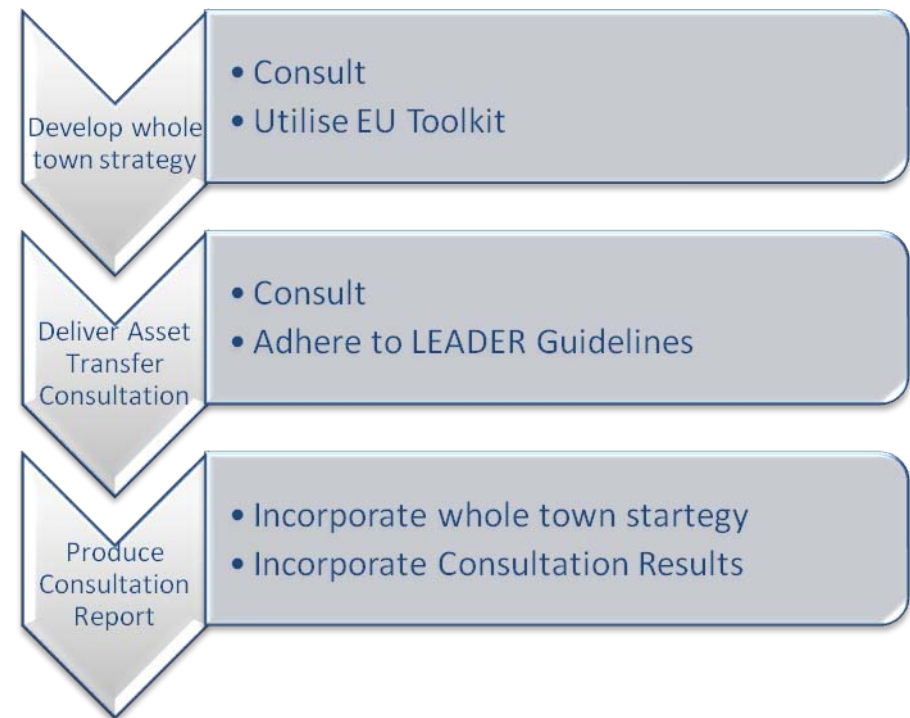 Develop whole
town strategy
• Consult
• Utilise EU Toolkit
Deliver Asset
Transfer
Consultation
• Consult
• Adhere to LEADER Guidelines
Produce
Consultation
Report
• Incorporate whole town startegy
• Incorporate Consultation Results